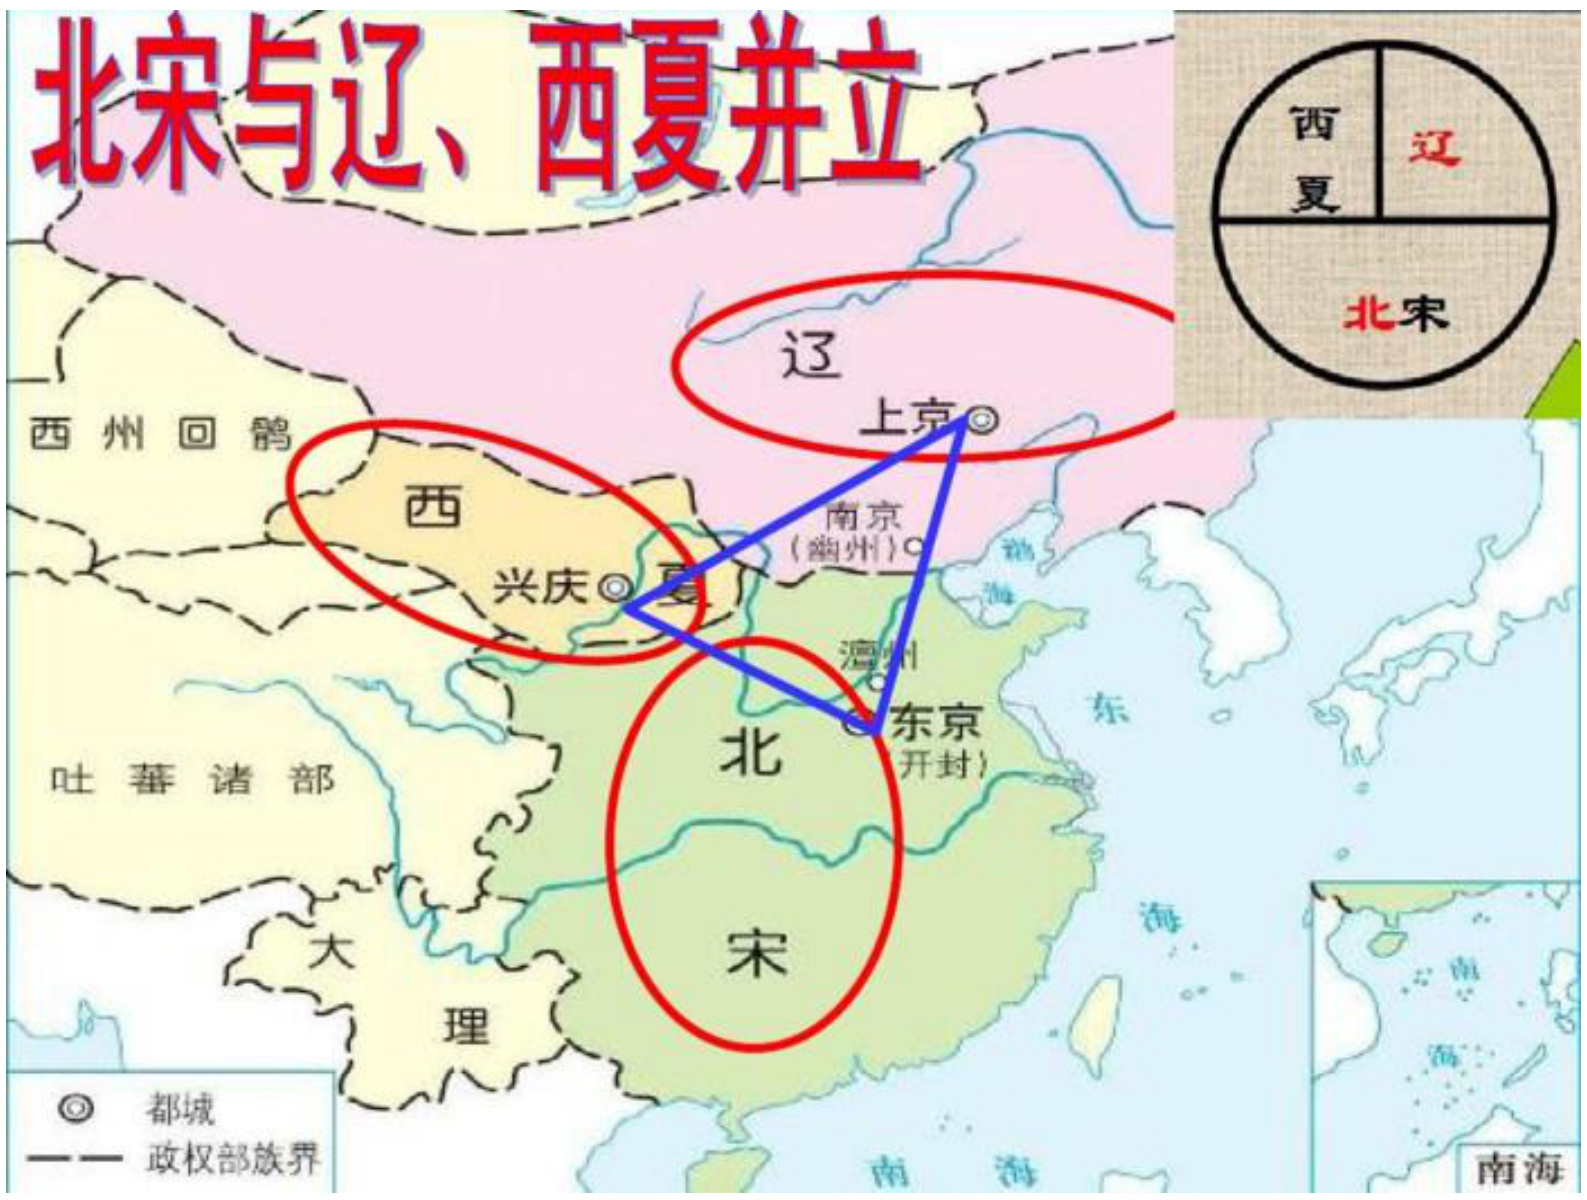 北宋与辽、西夏并立
西夏
辽
北宋
辽
上京
西州回鹘
西夏
南京
(幽州)
渤海
兴庆
澶州
东京
(开封)
东海
北宋
吐蕃诸部
大理
南海
南海
都城
政权部族界
南海